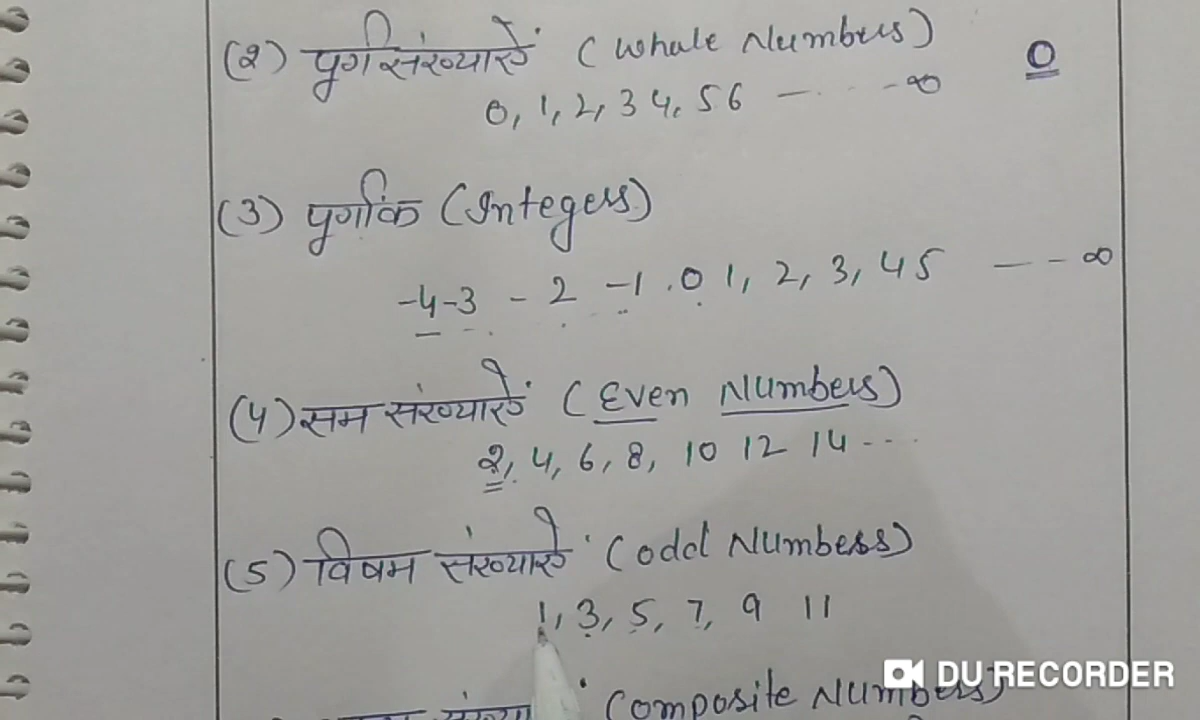 (२) पूर्ण संख्याऐं (Whole Numbers)
0
0, 1, 2, 3 4, 5 6 — ... - ∞
(3) पूर्णांक (Integers)
-4 -3 - 2 -1 . 0 1, 2, 3, 4 5 — - ∞
(4) सम संख्याऐं (Even Numbers)
2, 4, 6, 8, 10 12 14 - - -
(5) विषम संख्याऐं (odd Numbers)
1, 3, 5, 7, 9 11
(Composite Numbers)
DU RECORDER